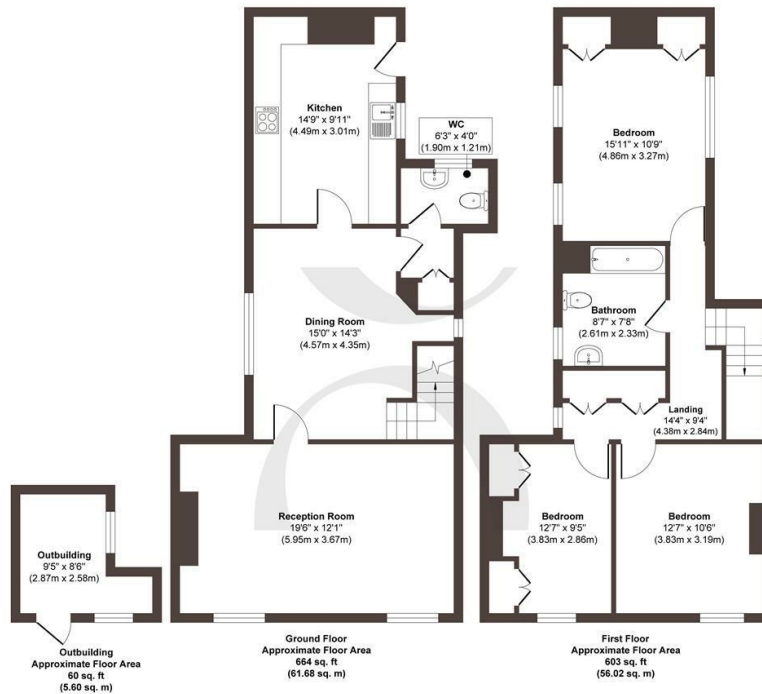 Kitchen
14'9" x 9'11"
(4.49m x 3.01m)
WC
6'3" x 4'0"
(1.90m x 1.21m)
Dining Room
15'0" x 14'3"
(4.57m x 4.35m)
Reception Room
19'6" x 12'1"
(5.95m x 3.67m)
Outbuilding
9'5" x 8'6"
(2.87m x 2.58m)
Bedroom
15'11" x 10'9"
(4.86m x 3.27m)
Bathroom
8'7" x 7'8"
(2.61m x 2.33m)
Landing
14'4" x 9'4"
(4.38m x 2.84m)
Bedroom
12'7" x 9'5"
(3.83m x 2.86m)
Bedroom
12'7" x 10'6"
(3.83m x 3.19m)
Outbuilding
Approximate Floor Area
60 sq. ft
(5.60 sq. m)
Ground Floor
Approximate Floor Area
664 sq. ft
(61.68 sq. m)
First Floor
Approximate Floor Area
603 sq. ft
(56.02 sq. m)